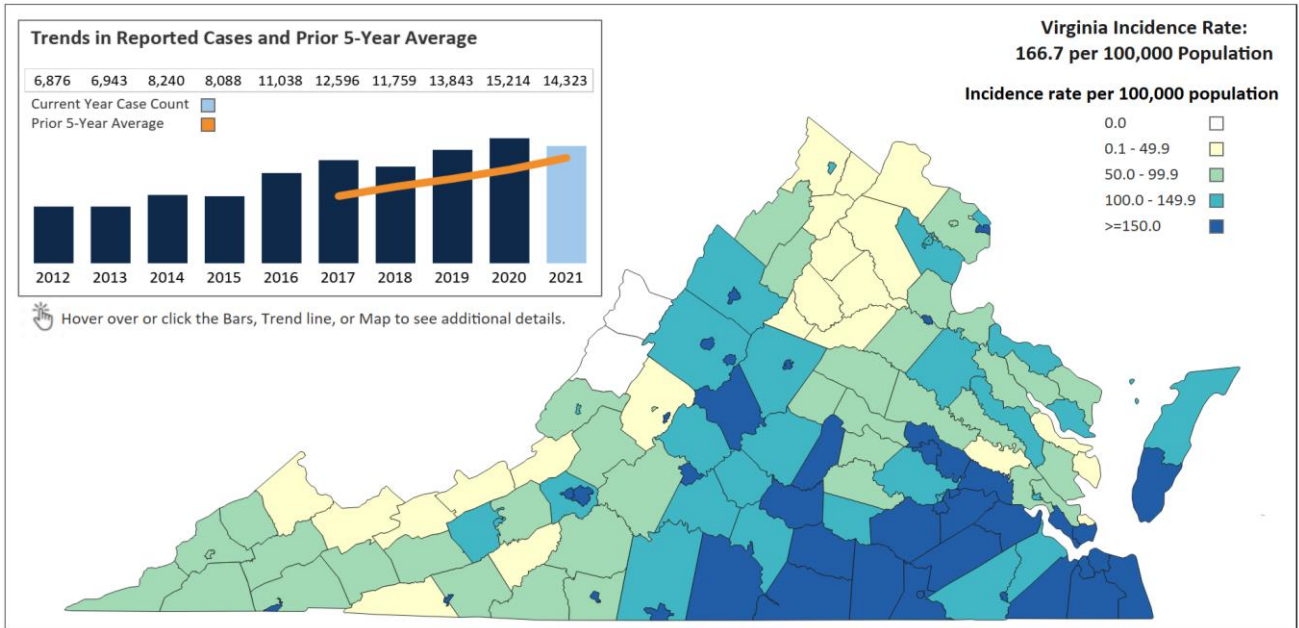 Trends in Reported Cases and Prior 5-Year Average
6,876 6,943 8,240 8,088 11,038 12,596 11,759 13,843 15,214 14,323
Current Year Case Count
Prior 5-Year Average
2012 2013 2014 2015 2016 2017 2018 2019 2020 2021
Hover over or click the Bars, Trend line, or Map to see additional details.
Virginia Incidence Rate:
166.7 per 100,000 Population
Incidence rate per 100,000 population
0.0
0.1 - 49.9
50.0 - 99.9
100.0 - 149.9
>=150.0